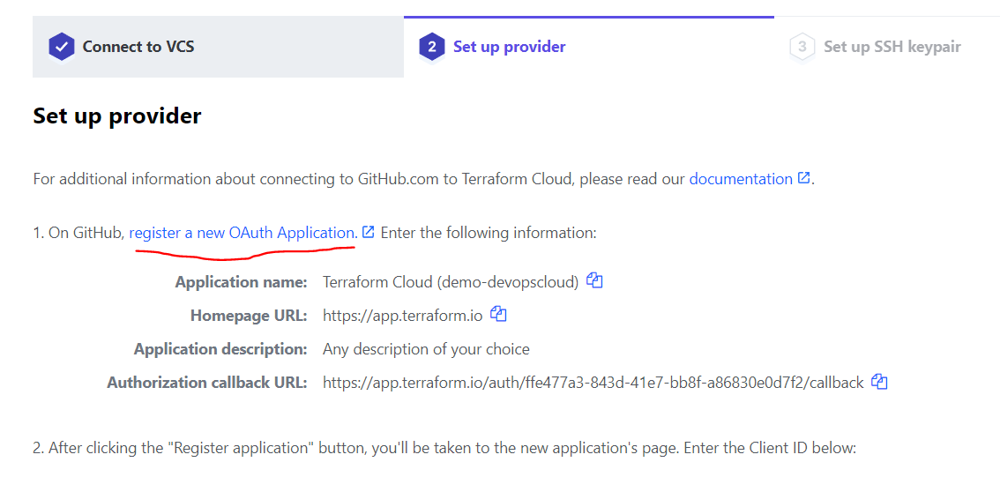 Connect to VCS
2 Set up provider
3 Set up SSH keypair
Set up provider
For additional information about connecting to GitHub.com to Terraform Cloud, please read our documentation.
1. On GitHub, register a new OAuth Application. Enter the following information:
Application name: Terraform Cloud (demo-devopscloud)
Homepage URL: https://app.terraform.io
Application description: Any description of your choice
Authorization callback URL: https://app.terraform.io/auth/ffe477a3-843d-41e7-bb8f-a86830e0d7f2/callback
2. After clicking the "Register application" button, you'll be taken to the new application's page. Enter the Client ID below: